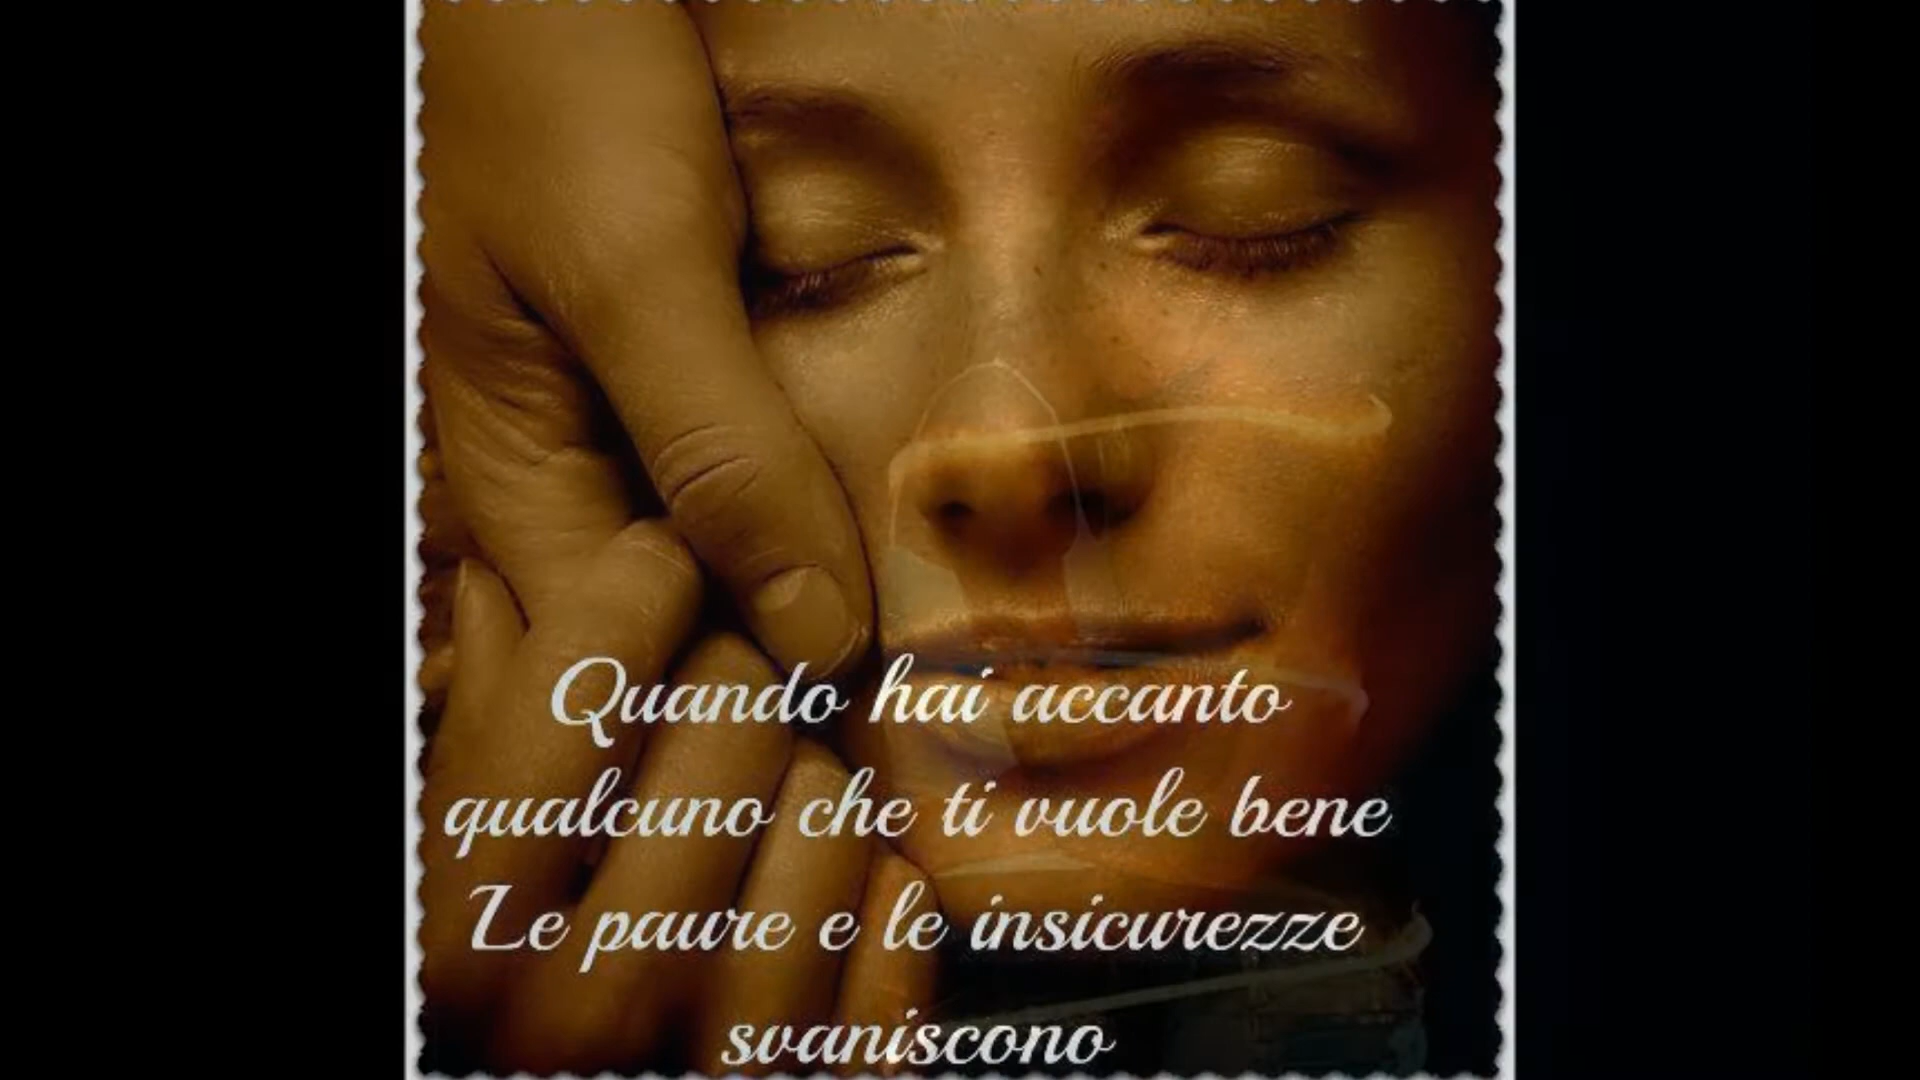 Quando hai accanto
qualcuno che ti vuole bene
Le paure e le insicurezze
svaniscono